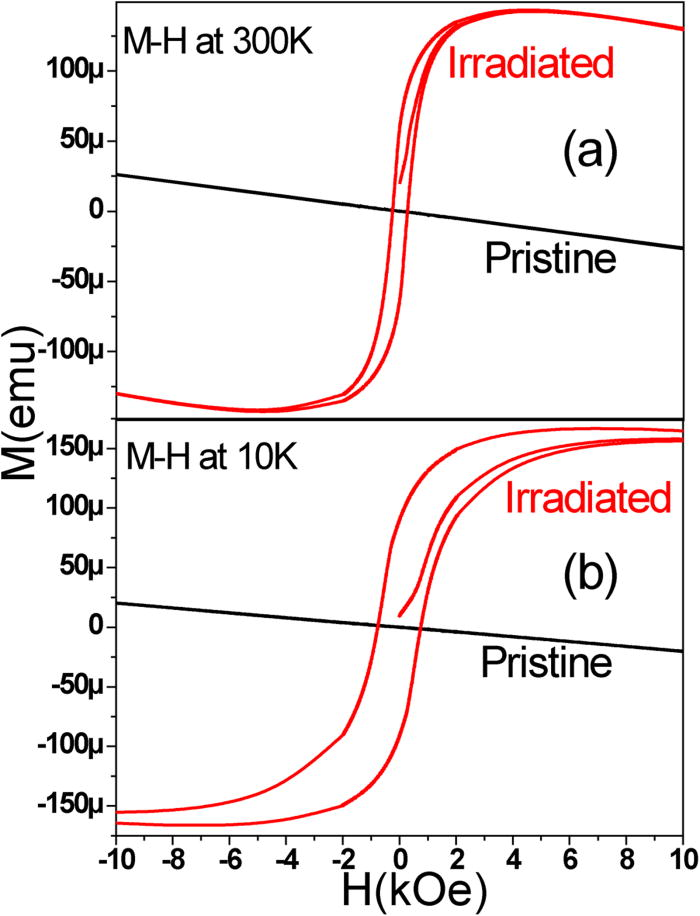 M-H at 300K
Irradiated
100µ
(a)
50µ
0
Pristine
-50µ
-100µ
M(emu)
M-H at 10K
150µ
Irradiated
100µ
50µ
(b)
0
Pristine
-50µ
-100µ
-150µ
-10 -8 -6 -4 -2 0 2 4 6 8 10
H(kOe)